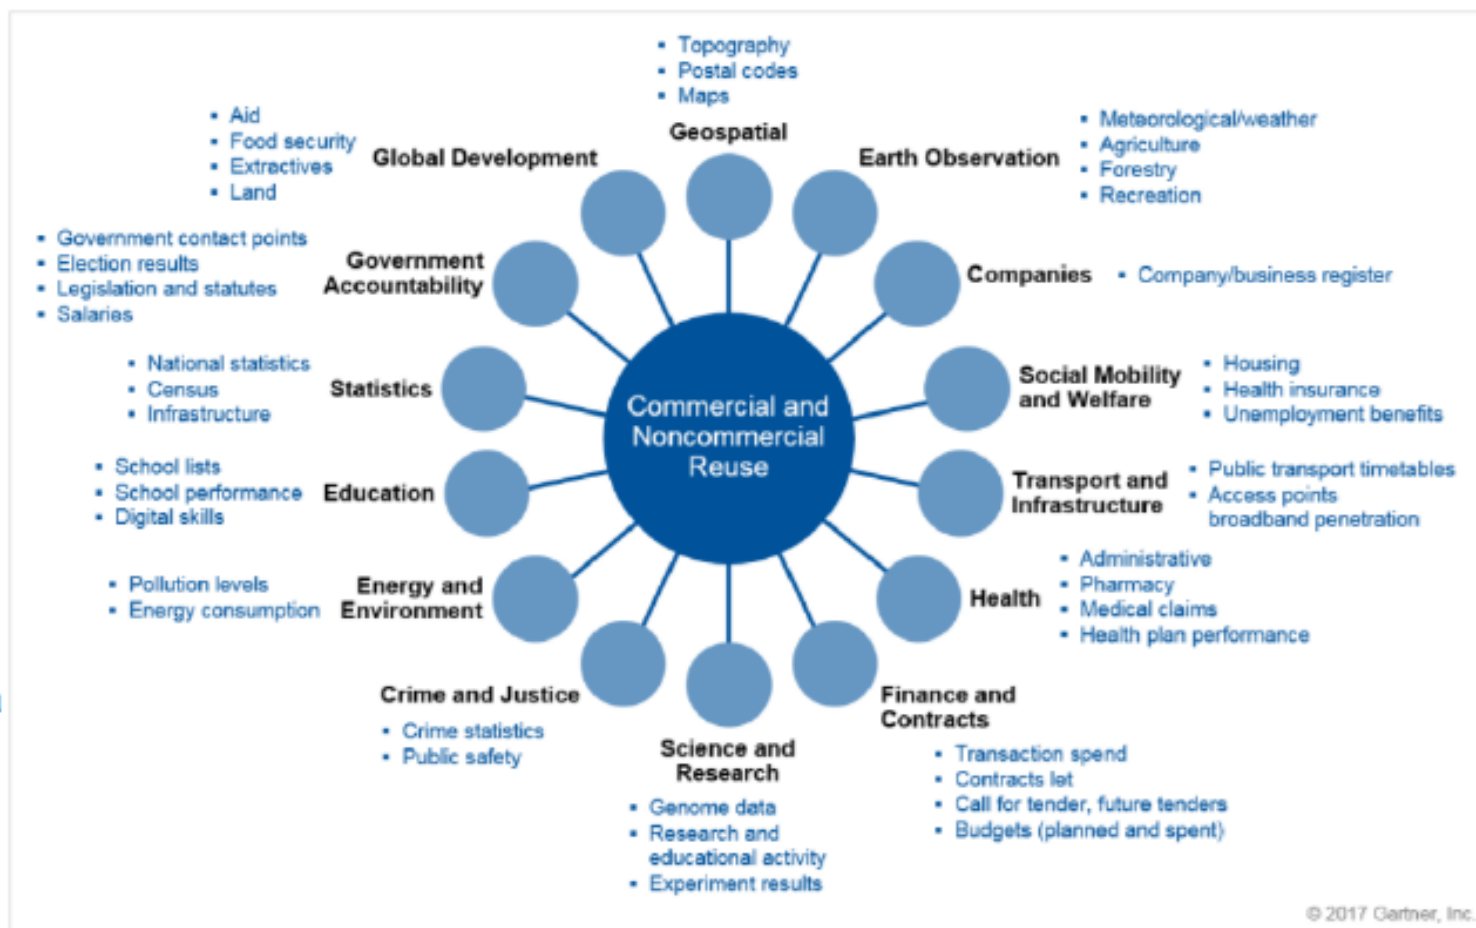 ▪ Topography
▪ Postal codes
▪ Maps
Geospatial
Earth Observation
▪ Meteorological/weather
▪ Agriculture
▪ Forestry
▪ Recreation
Companies
▪ Company/business register
Social Mobility
and Welfare
▪ Housing
▪ Health insurance
▪ Unemployment benefits
Transport and
Infrastructure
▪ Public transport timetables
▪ Access points
broadband penetration
Health
▪ Administrative
▪ Pharmacy
▪ Medical claims
▪ Health plan performance
Finance and
Contracts
▪ Transaction spend
▪ Contracts let
▪ Call for tender, future tenders
▪ Budgets (planned and spent)
Science and
Research
▪ Genome data
▪ Research and
educational activity
▪ Experiment results
Crime and Justice
▪ Crime statistics
▪ Public safety
Energy and
Environment
▪ Pollution levels
▪ Energy consumption
Education
▪ School lists
▪ School performance
▪ Digital skills
Statistics
▪ National statistics
▪ Census
▪ Infrastructure
Government
Accountability
▪ Government contact points
▪ Election results
▪ Legislation and statutes
▪ Salaries
Global Development
▪ Aid
▪ Food security
▪ Extractives
▪ Land
Commercial and
Noncommercial
Reuse
© 2017 Gartner, Inc.